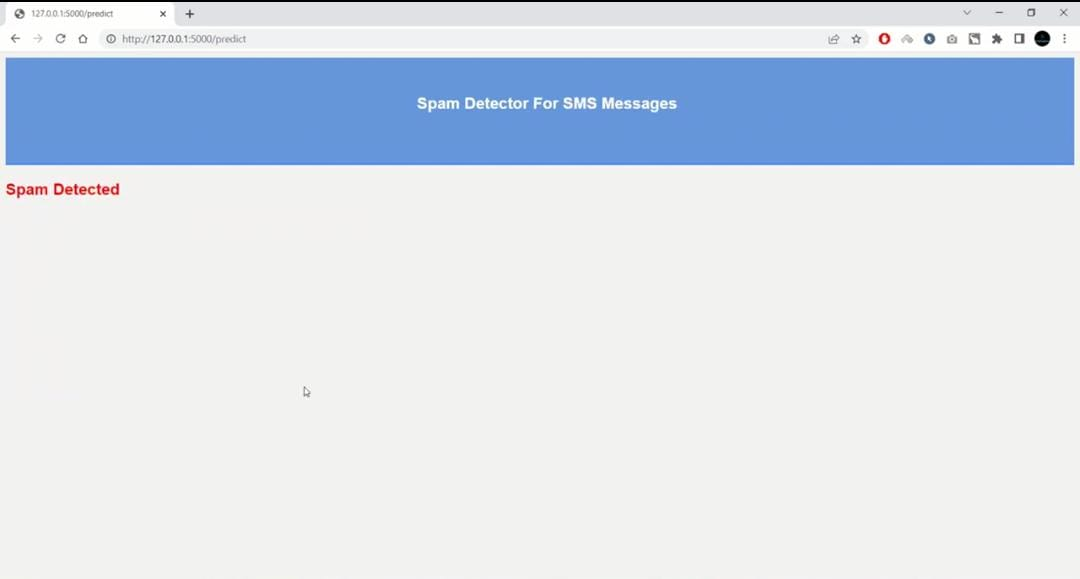 127.0.0.1:5000/predict
http://127.0.0.1:5000/predict
Spam Detector For SMS Messages
Spam Detected